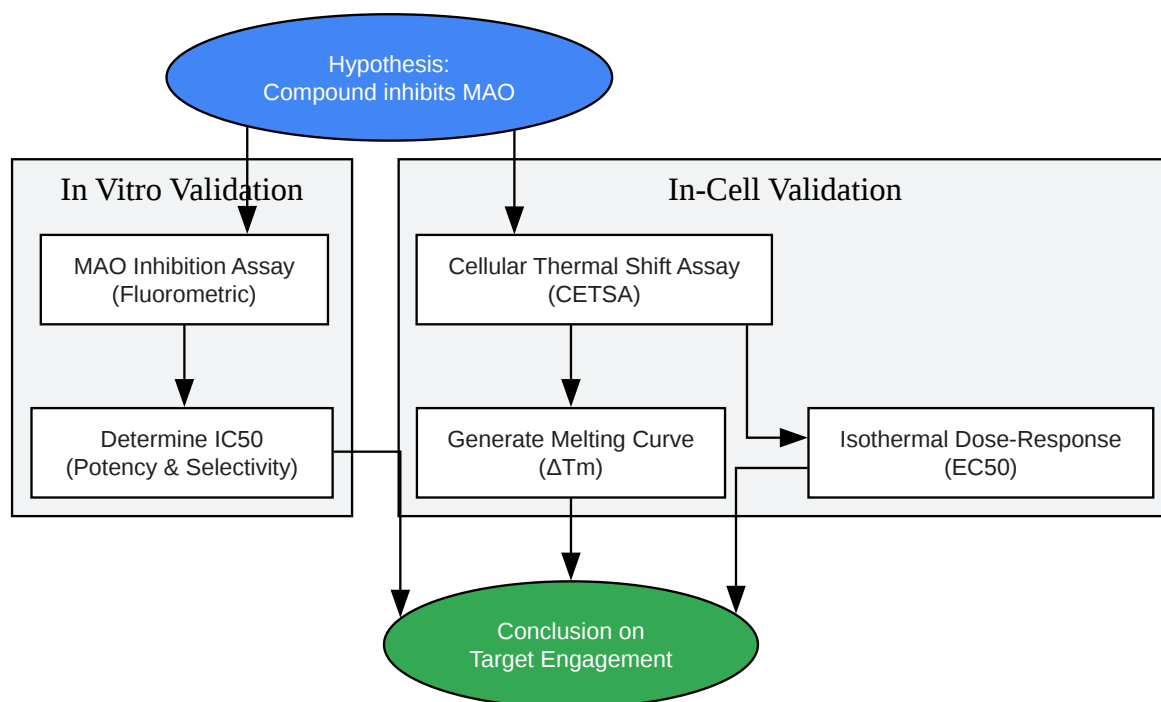 Hypothesis:
Compound inhibits MAO
In Vitro Validation
In-Cell Validation
MAO Inhibition Assay
(Fluorometric)
Cellular Thermal Shift Assay
(CETSA)
Determine IC50
(Potency & Selectivity)
Generate Melting Curve
(ΔTm)
Isothermal Dose-Response
(EC50)
Conclusion on
Target Engagement